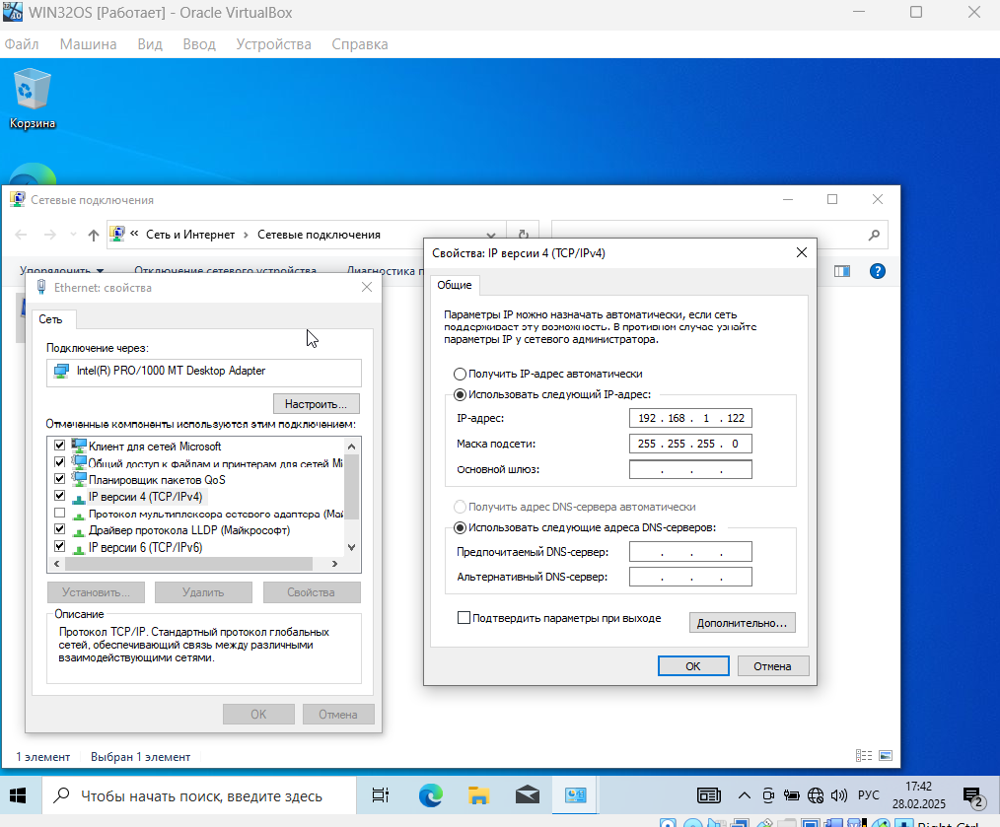 WIN32OS [Работает] - Oracle VirtualBox
Файл Машина Вид Ввод Устройства Справка
Корзина
Сетевые подключения
« Сеть и Интернет › Сетевые подключения
Упорядочить Отключение сетевого устройства Диагностика
Ethernet: свойства
Сеть
Подключение через:
Intel(R) PRO/1000 MT Desktop Adapter
Настроить...
Отмеченные компоненты используются этим подключением:
Клиент для сетей Microsoft
Общий доступ к файлам и принтерам для сетей Mi
Планировщик пакетов QoS
IP версии 4 (TCP/IPv4)
Протокол мультиплексора сетевого адаптера (Май
Драйвер протокола LLDP (Майкрософт)
IP версии 6 (TCP/IPv6)
Установить... Удалить Свойства
Описание
Протокол TCP/IP. Стандартный протокол глобальных
сетей, обеспечивающий связь между различными
взаимодействующими сетями.
OK Отмена
Свойства: IP версии 4 (TCP/IPv4)
Общие
Параметры IP можно назначать автоматически, если сеть
поддерживает эту возможность. В противном случае узнайте
параметры IP у сетевого администратора.
Получить IP-адрес автоматически
Использовать следующий IP-адрес:
IP-адрес: 192 . 168 . 1 . 122
Маска подсети: 255 . 255 . 255 . 0
Основной шлюз: . . .
Получить адрес DNS-сервера автоматически
Использовать следующие адреса DNS-серверов:
Предпочитаемый DNS-сервер: . . .
Альтернативный DNS-сервер: . . .
Подтвердить параметры при выходе
Дополнительно...
OK Отмена
1 элемент Выбран 1 элемент
Чтобы начать поиск, введите здесь
РУС
17:42
28.02.2025
2
Right Ctrl